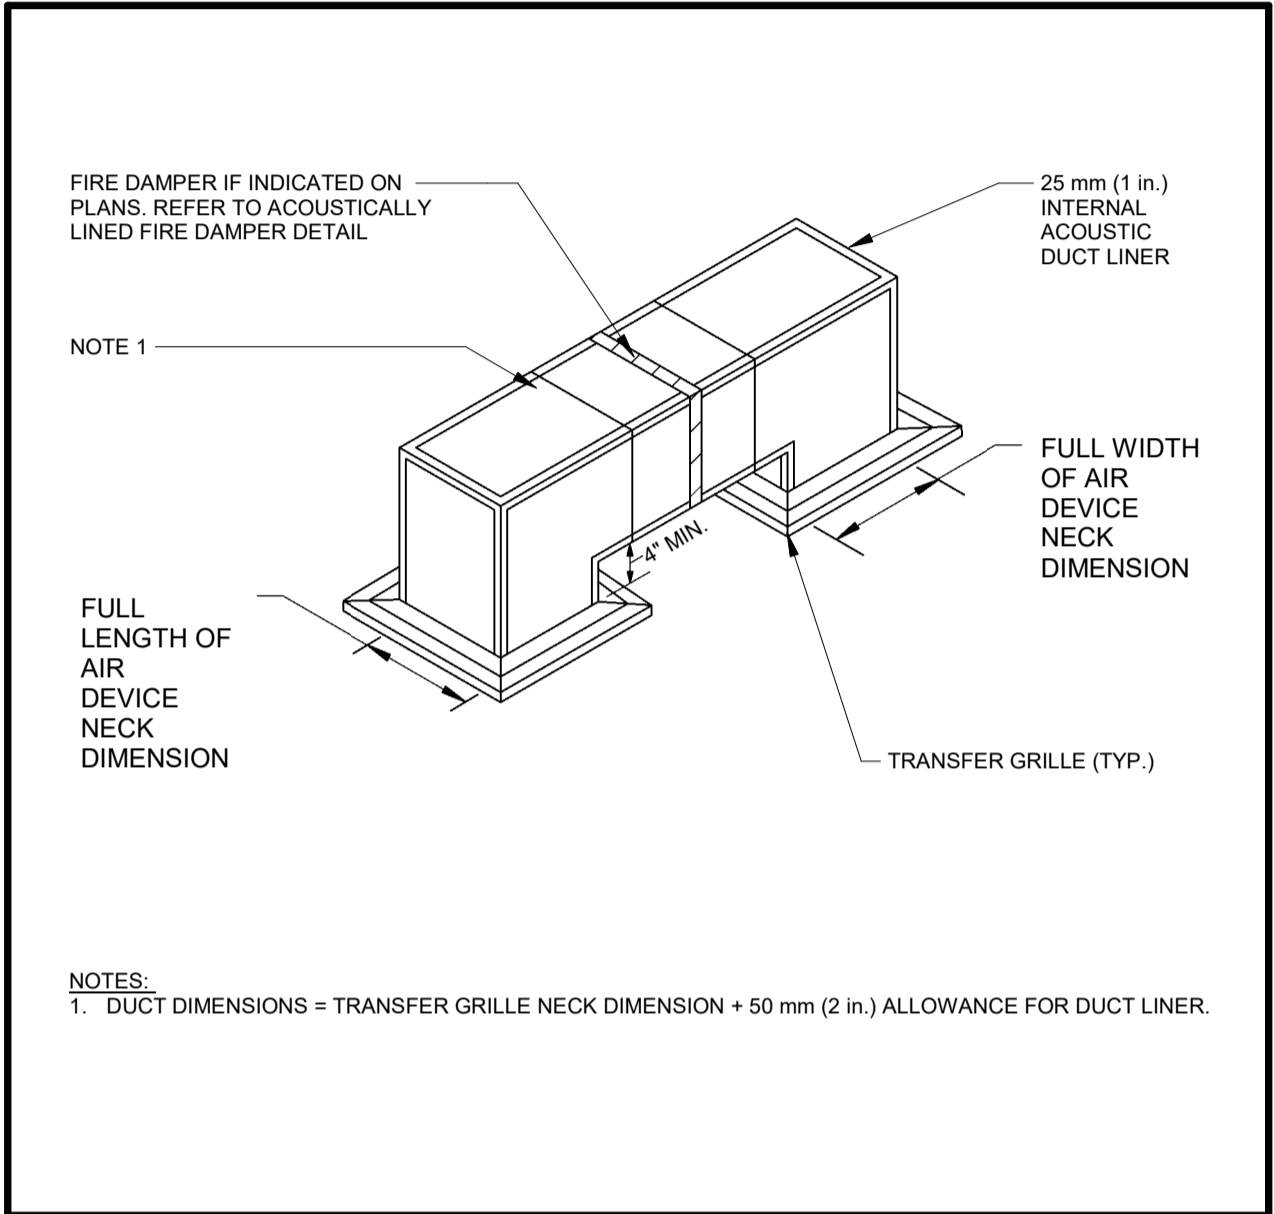 FIRE DAMPER IF INDICATED ON
PLANS. REFER TO ACOUSTICALLY
LINED FIRE DAMPER DETAIL
25 mm (1 in.)
INTERNAL
ACOUSTIC
DUCT LINER
NOTE 1
FULL WIDTH
OF AIR
DEVICE
NECK
DIMENSION
4" MIN.
FULL
LENGTH OF
AIR
DEVICE
NECK
DIMENSION
TRANSFER GRILLE (TYP.)
NOTES:
1. DUCT DIMENSIONS = TRANSFER GRILLE NECK DIMENSION + 50 mm (2 in.) ALLOWANCE FOR DUCT LINER.